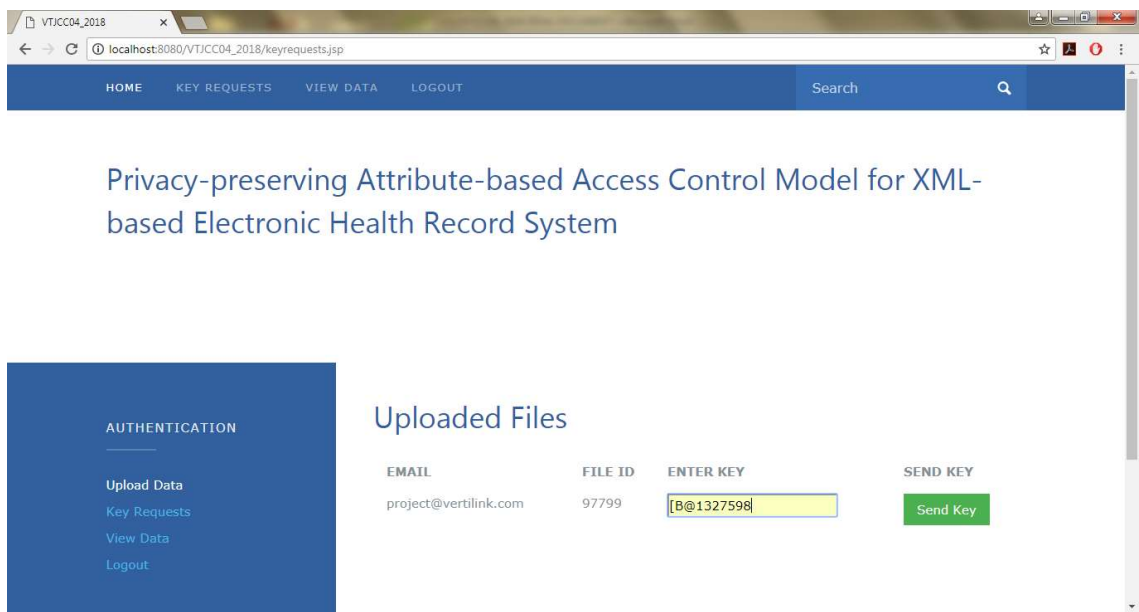 VTJCC04_2018
localhost:8080/VTJCC04_2018/keyrequests.jsp
HOME KEY REQUESTS VIEW DATA LOGOUT Search
Privacy-preserving Attribute-based Access Control Model for XML-
based Electronic Health Record System
AUTHENTICATION
Upload Data
Key Requests
View Data
Logout
Uploaded Files
EMAIL FILE ID ENTER KEY SEND KEY
project@vertilink.com 97799 [B@1327598 Send Key